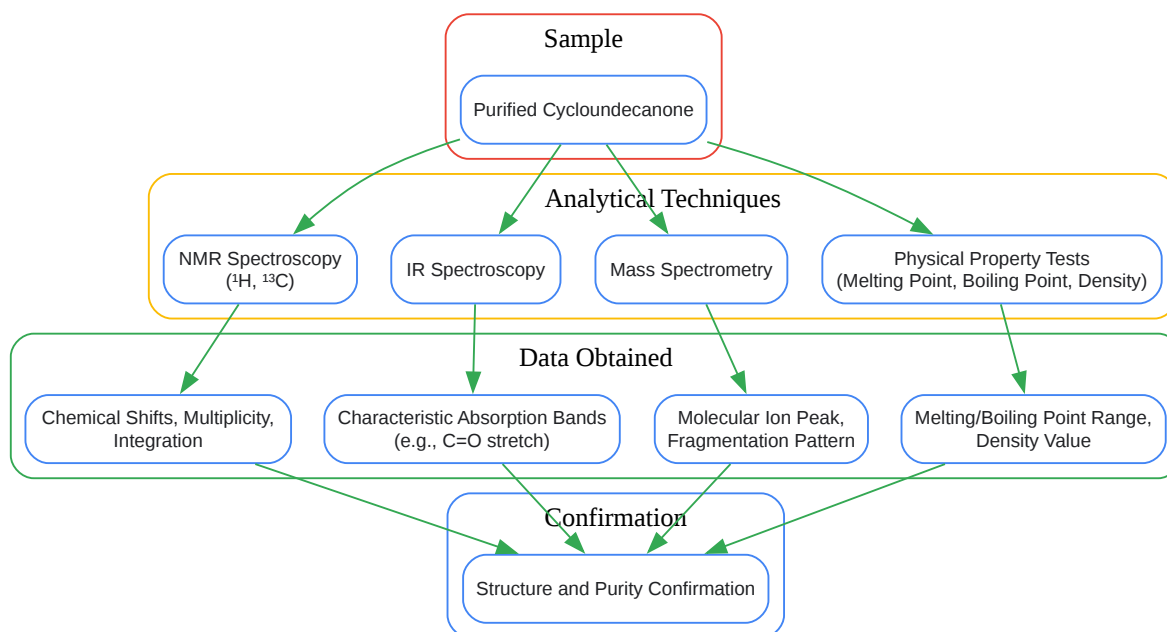 Sample
Purified Cycloundecanone
Analytical Techniques
NMR Spectroscopy
(¹H, ¹³C)
IR Spectroscopy
Mass Spectrometry
Physical Property Tests
(Melting Point, Boiling Point, Density)
Data Obtained
Chemical Shifts, Multiplicity,
Integration
Characteristic Absorption Bands
(e.g., C=O stretch)
Molecular Ion Peak,
Fragmentation Pattern
Melting/Boiling Point Range,
Density Value
Confirmation
Structure and Purity Confirmation